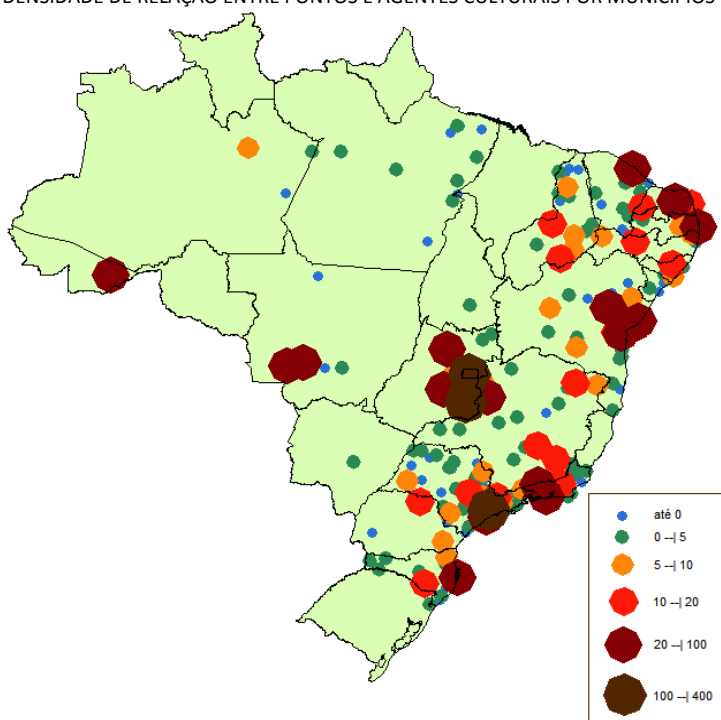 DENSIDADE DE RELAÇÃO ENTRE PONTOS E AGENTES CULTURAIS POR MUNICÍPIOS
até 0
0 --| 5
5 --| 10
10 --| 20
20 --| 100
100 --| 400